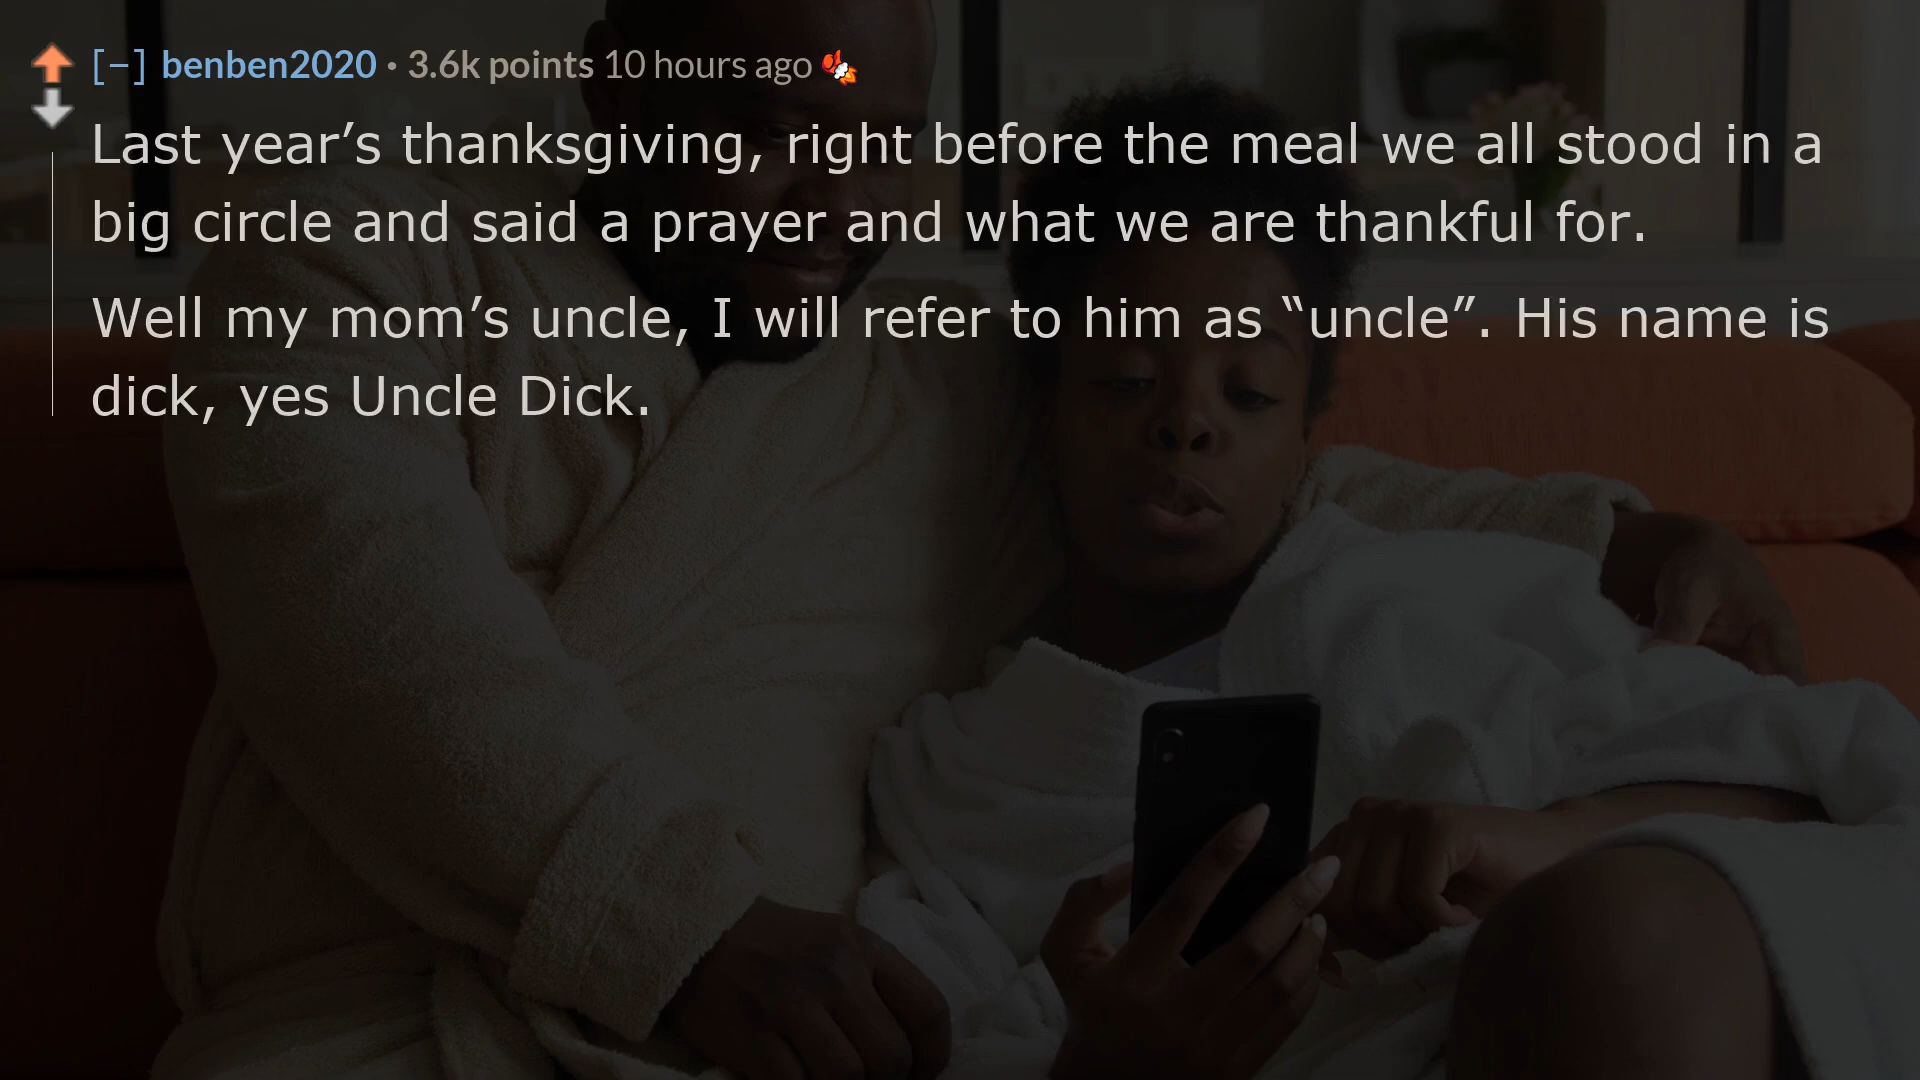 [−] benben2020 · 3.6k points 10 hours ago
Last year’s thanksgiving, right before the meal we all stood in a
big circle and said a prayer and what we are thankful for.
Well my mom’s uncle, I will refer to him as “uncle”. His name is
dick, yes Uncle Dick.